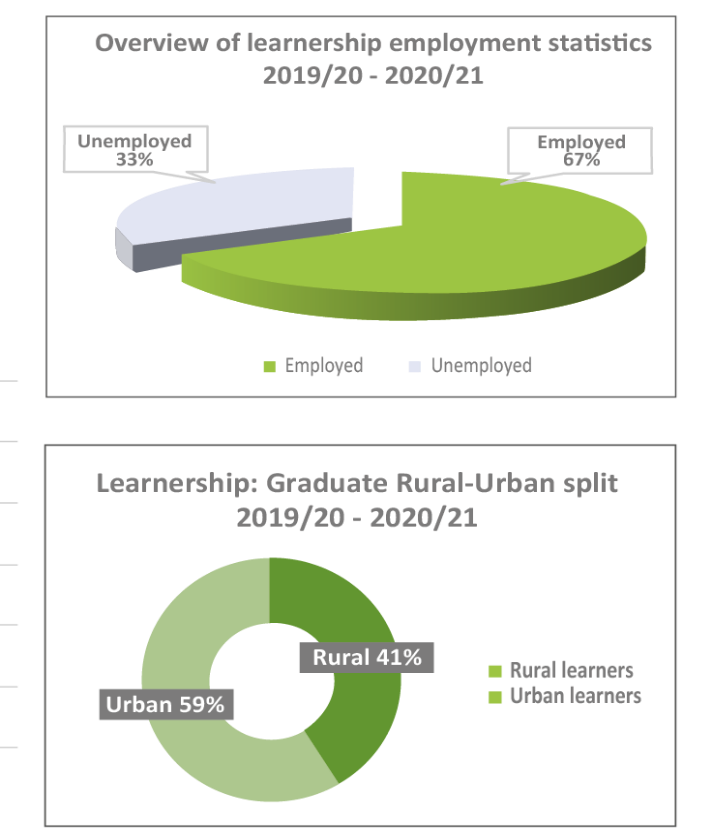 Overview of learnership employment statistics
2019/20 - 2020/21
Unemployed
33%
Employed
67%
Employed
Unemployed
Learnership: Graduate Rural-Urban split
2019/20 - 2020/21
Rural 41%
Urban 59%
Rural learners
Urban learners